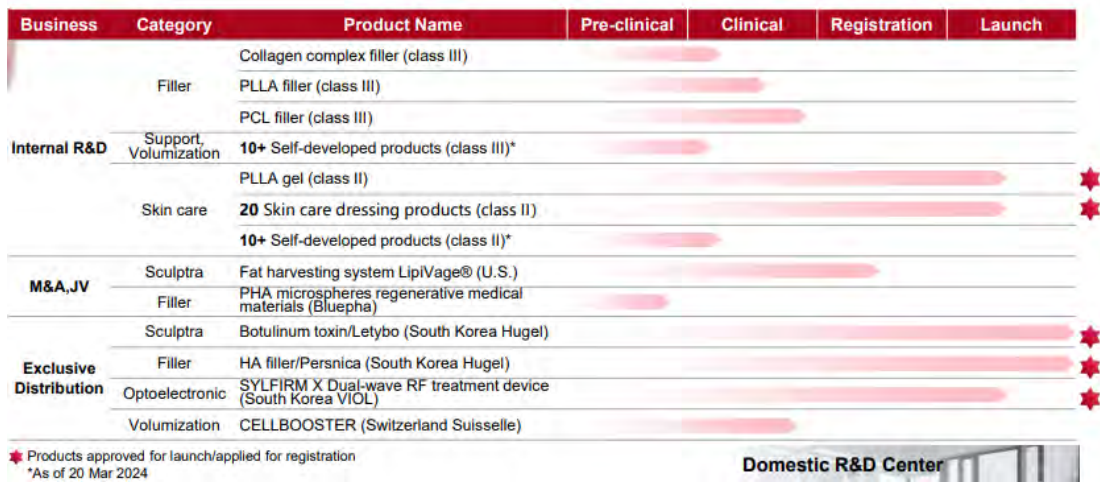 Business Category Product Name Pre-clinical Clinical Registration Launch
Collagen complex filler (class III)
Filler PLLA filler (class III)
PCL filler (class III)
Internal R&D Support, Volumization 10+ Self-developed products (class III)*
PLLA gel (class II)
Skin care 20 Skin care dressing products (class II)
10+ Self-developed products (class II)*
M&A,JV
Sculptra Fat harvesting system LipiVage® (U.S.)
Filler PHA microspheres regenerative medical
materials (Bluepha)
Exclusive
Distribution
Sculptra Botulinum toxin/Letybo (South Korea Hugel)
Filler HA filler/Persnica (South Korea Hugel)
Optoelectronic SYLFIRM X Dual-wave RF treatment device
(South Korea VIOL)
Volumization CELLBOOSTER (Switzerland Suisselle)
Products approved for launch/applied for registration
*As of 20 Mar 2024
Domestic R&D Center